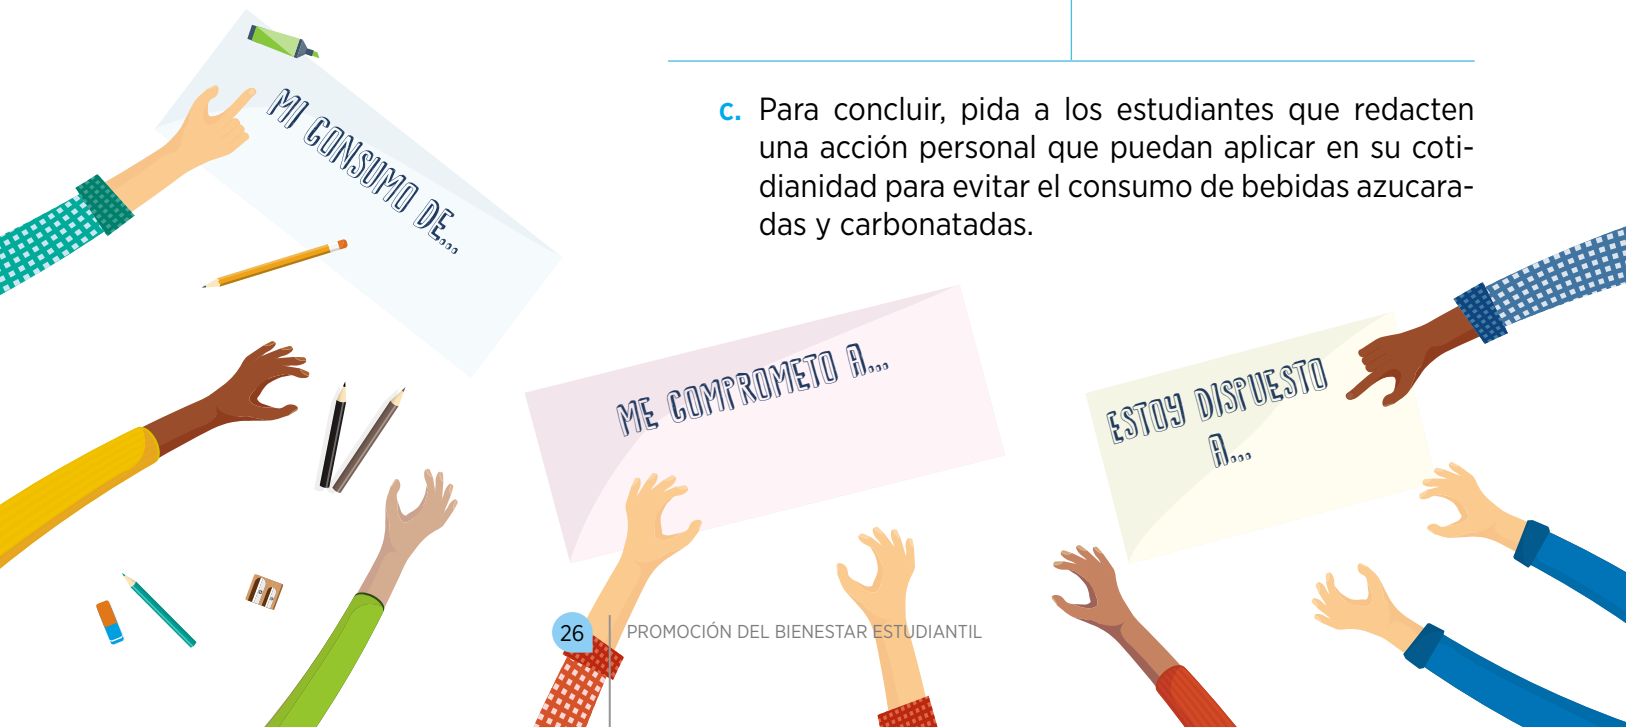 MI CONSUMO DE...
c. Para concluir, pida a los estudiantes que redacten
una acción personal que puedan aplicar en su coti-
dianidad para evitar el consumo de bebidas azucara-
das y carbonatadas.
ME COMPROMETO A...
ESTOY DISPUESTO
A...
26 PROMOCIÓN DEL BIENESTAR ESTUDIANTIL